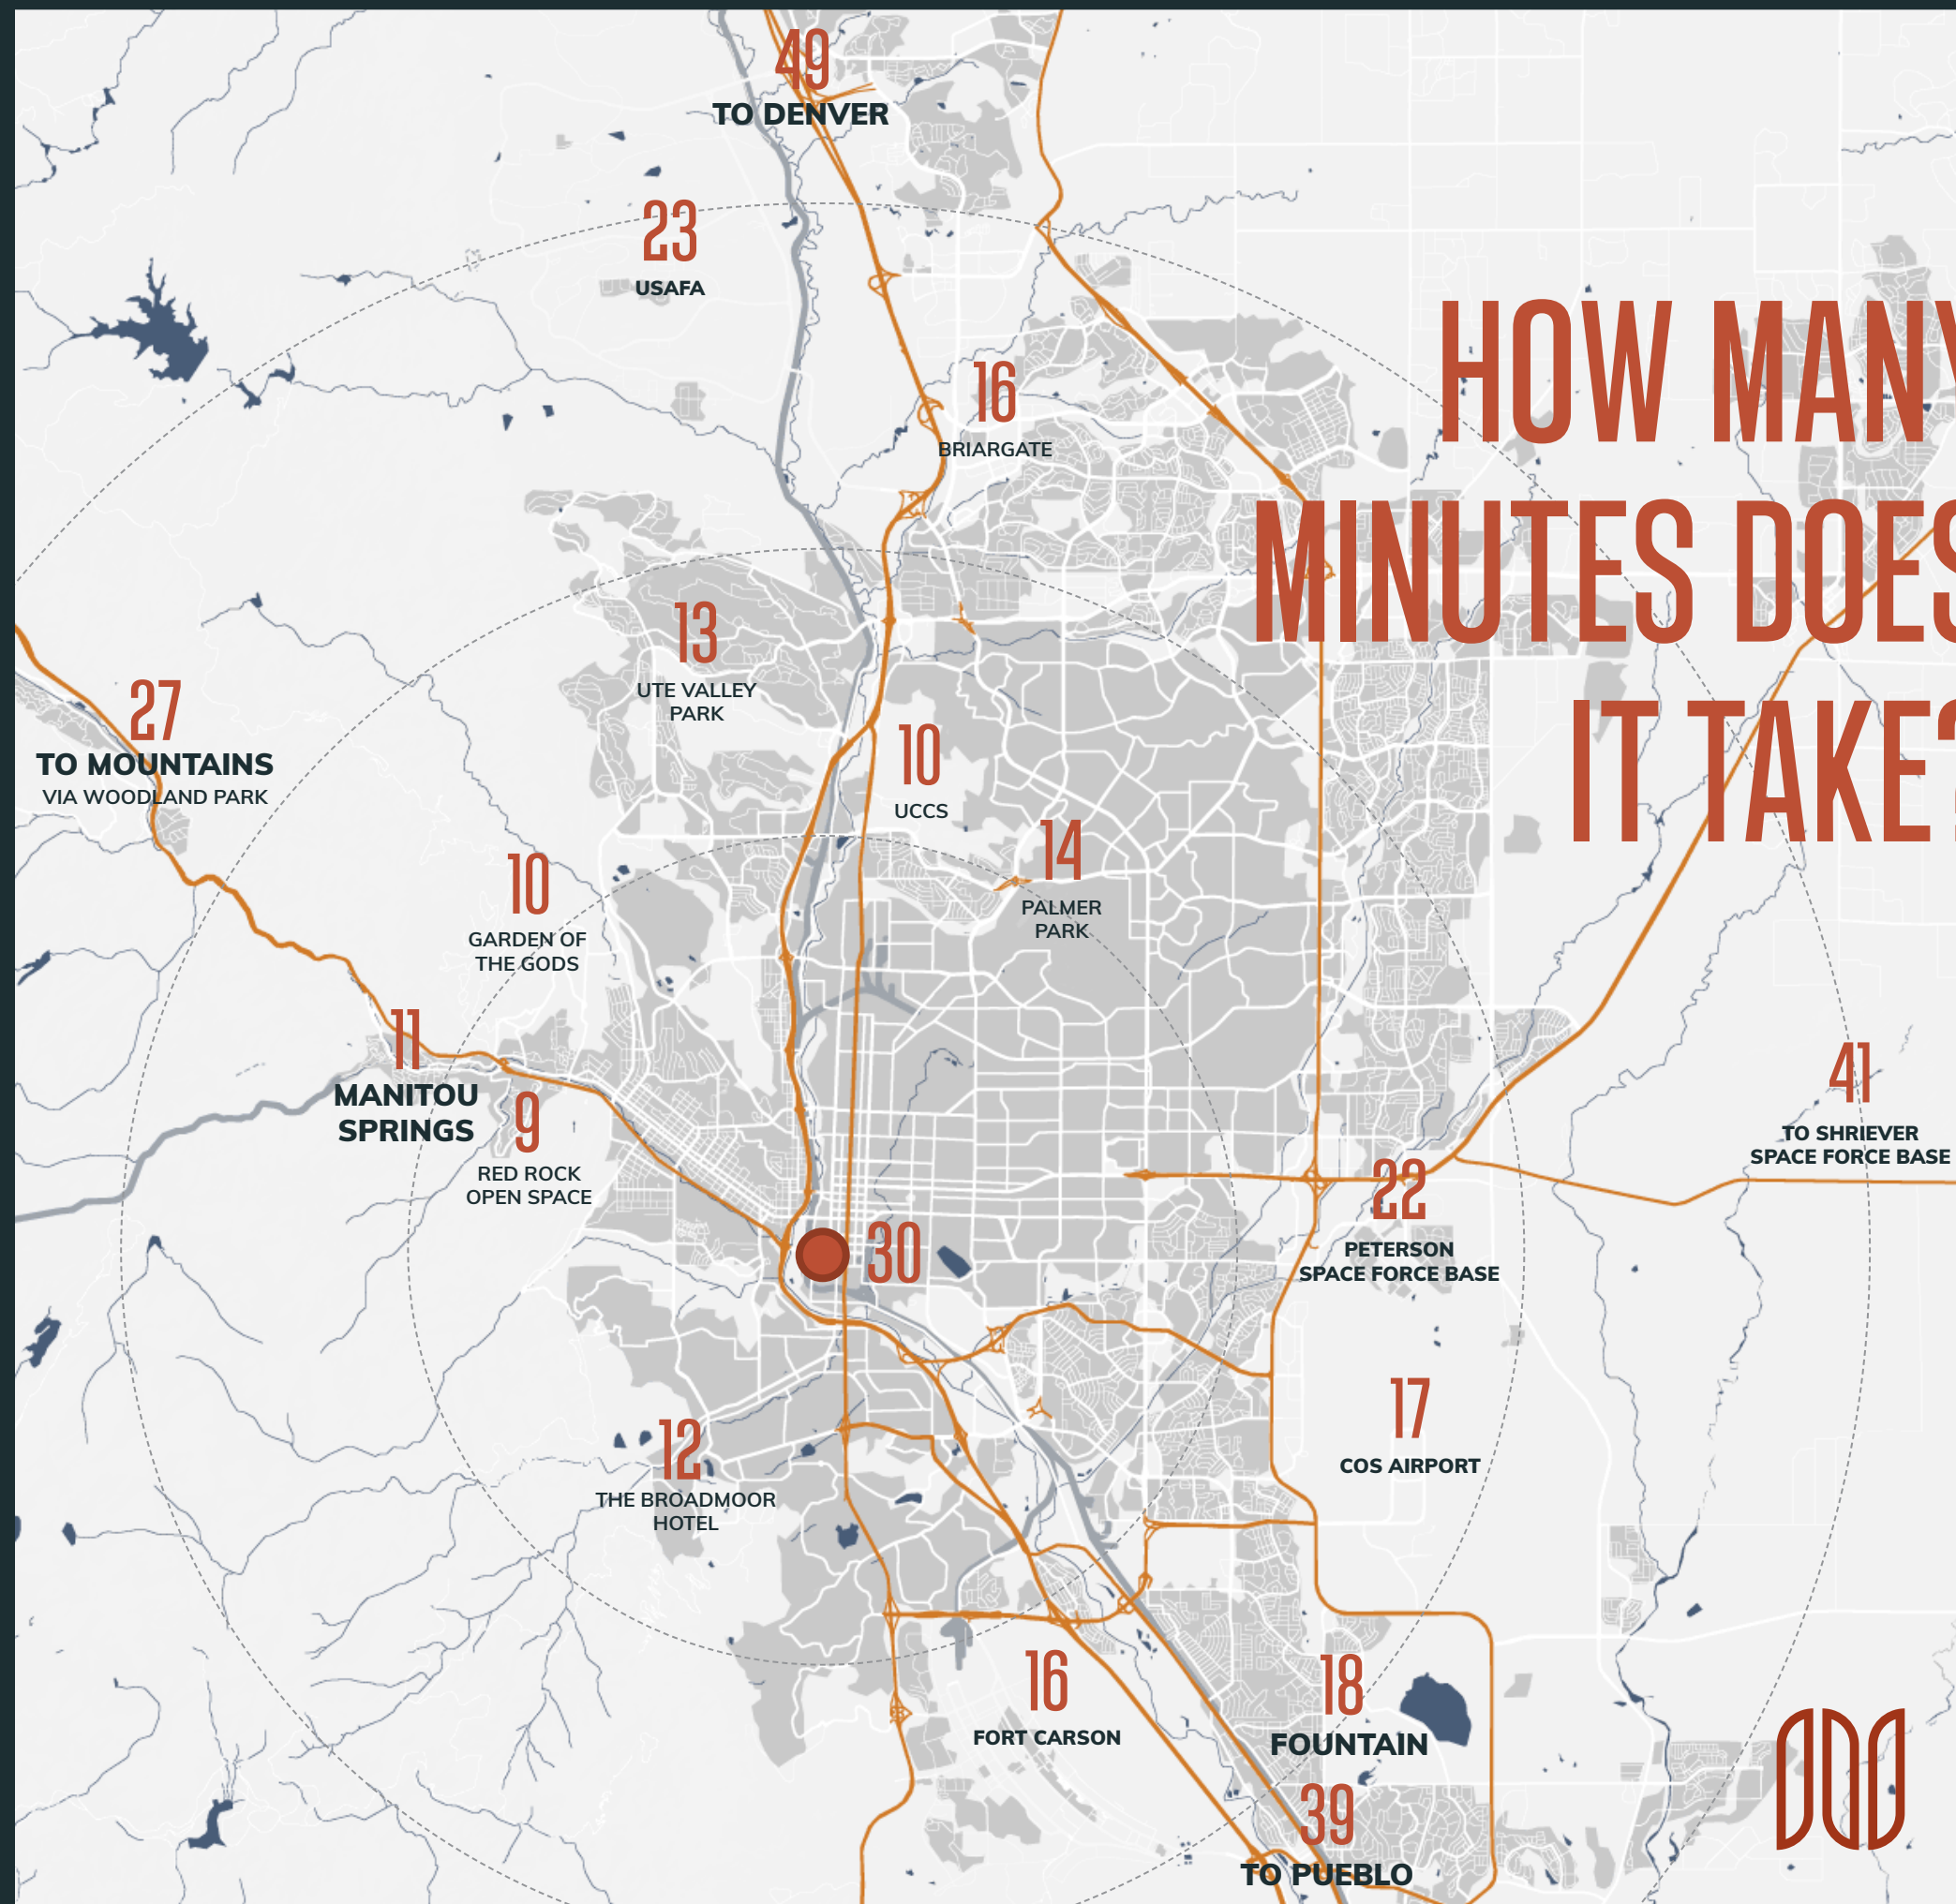 49
TO DENVER
23
USAFA
16
BRIARGATE
HOW MANY
MINUTES DOES
IT TAKE?
13
UTE VALLEY
PARK
27
TO MOUNTAINS
VIA WOODLAND PARK
10
UCCS
14
PALMER
PARK
10
GARDEN OF
THE GODS
11
MANITOU
SPRINGS
9
RED ROCK
OPEN SPACE
41
TO SHRIEVER
SPACE FORCE BASE
22
PETERSON
SPACE FORCE BASE
30
17
COS AIRPORT
12
THE BROADMOOR
HOTEL
16
FORT CARSON
18
FOUNTAIN
39
TO PUEBLO